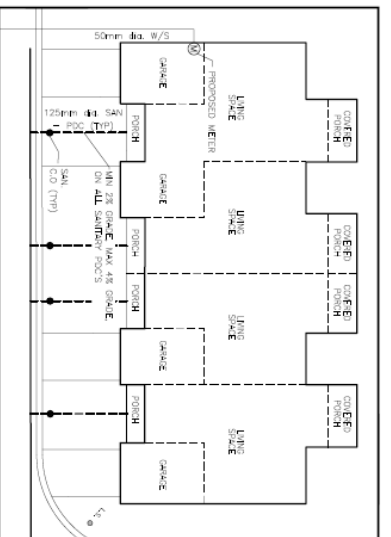 50mm dia. W/S
M
PROPOSED METER
GARAGE
LIVING
SPACE
COVERED
PORCH
125mm dia. SAN
PDC (TYP)
PORCH
SAN.
C.O (TYP)
MIN 2% GRADE, MAX 4% GRADE,
ON ALL SANITARY PDC'S
GARAGE
LIVING
SPACE
COVERED
PORCH
PORCH
PORCH
LIVING
SPACE
COVERED
PORCH
GARAGE
PORCH
LIVING
SPACE
COVERED
PORCH
GARAGE